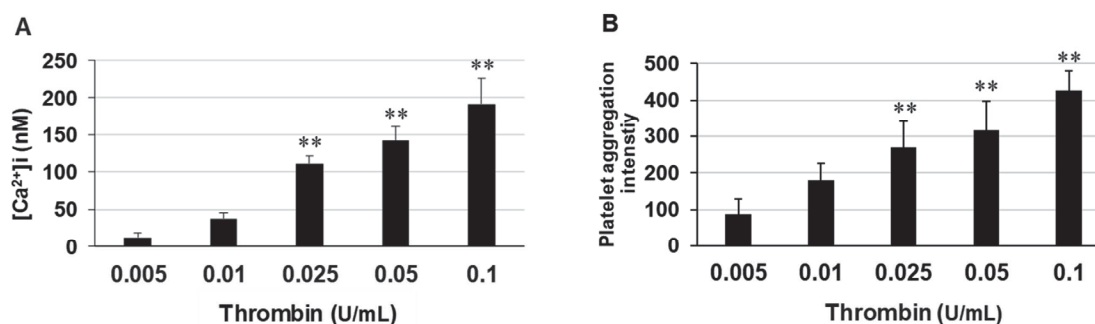 A
[Ca²⁺]i (nM)
250
200
150
100
50
0
**
**
**
0.005 0.01 0.025 0.05 0.1
Thrombin (U/mL)
B
Platelet aggregation
intenstiy
500
400
300
200
100
0
**
**
**
0.005 0.01 0.025 0.05 0.1
Thrombin (U/mL)